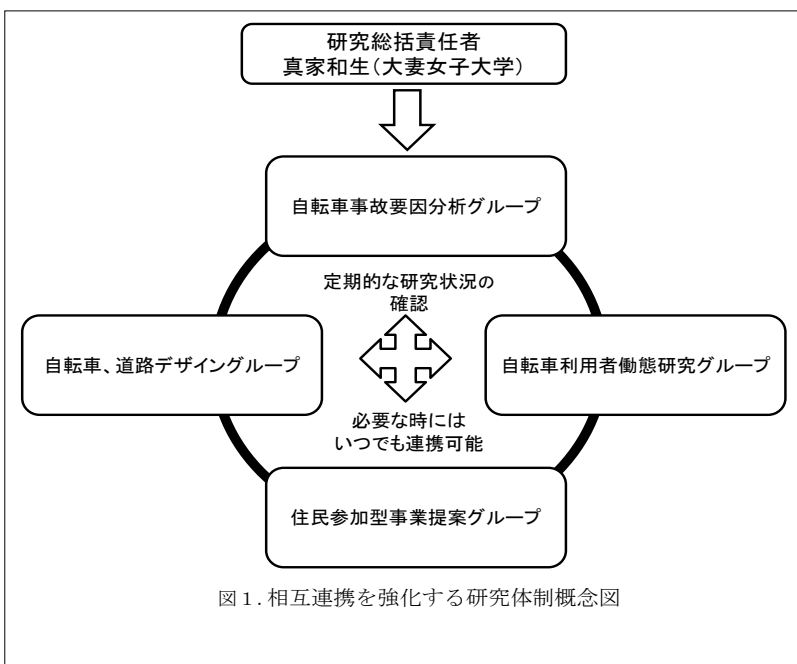 研究総括責任者
真家和生(大妻女子大学)
自転車事故要因分析グループ
定期的な研究状況の
確認
自転車、道路デザイングループ
自転車利用者働態研究グループ
必要な時には
いつでも連携可能
住民参加型事業提案グループ
図1.相互連携を強化する研究体制概念図